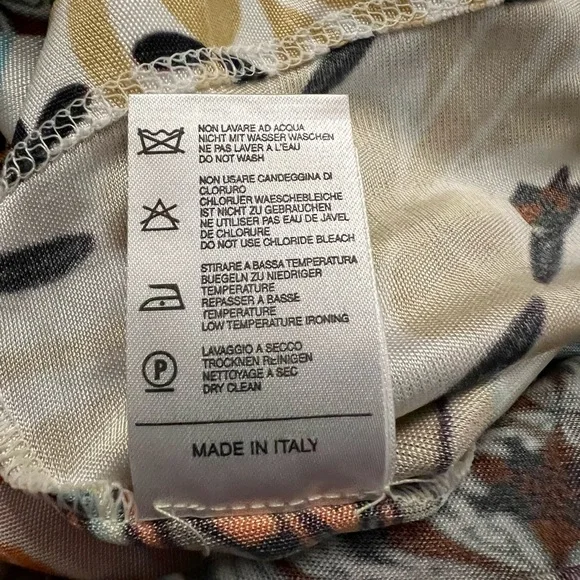 NON LAVARE AD ACQUA
NICHT MIT WASSER WASCHEN
NE PAS LAVER A L'EAU
DO NOT WASH
NON USARE CANDEGGINA DI
CLORURO
CHLORUER WAESCHEBLEICHE
IST NICHT ZU GEBRAUCHEN
NE UTILISER PAS EAU DE JAVEL
DE CHLORURE
DO NOT USE CHLORIDE BLEACH
STIRARE A BASSA TEMPERATURA
BUEGELN ZU NIEDRIGER
TEMPERATURE
REPASSER A BASSE
TEMPERATURE
LOW TEMPERATURE IRONING
P
LAVAGGIO A SECCO
TROCKNEN REINIGEN
NETTOYAGE A SEC
DRY CLEAN
MADE IN ITALY